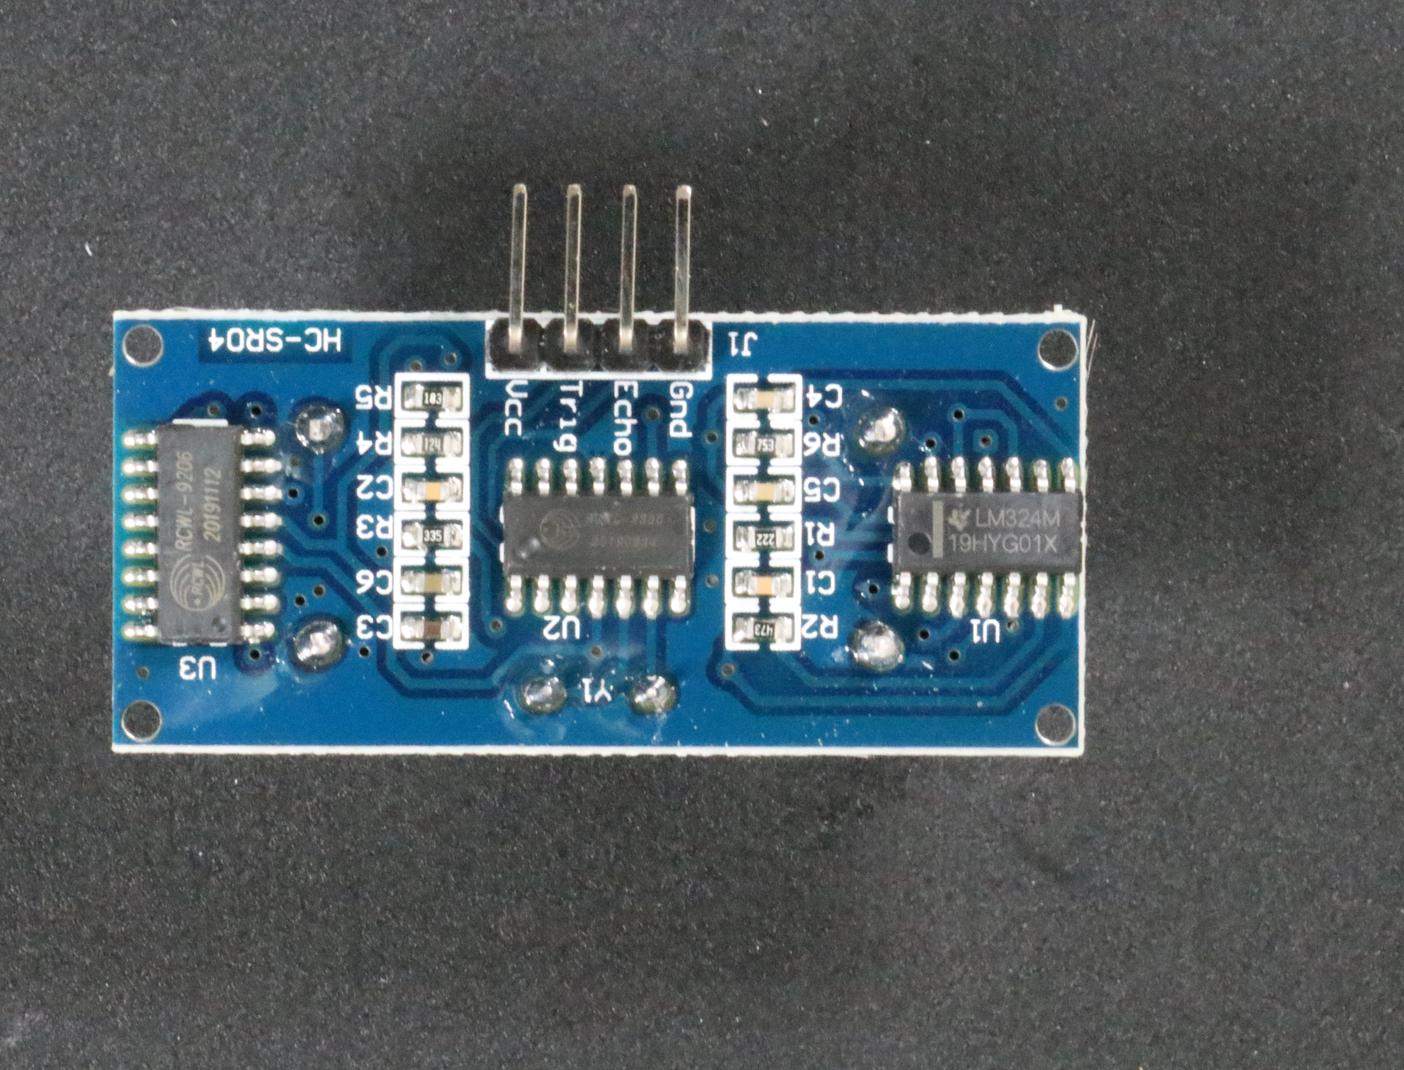 HC-SR04
J1
Vcc
Trig
Echo
Gnd
R5
103
R4
124
C2
R3
335
C6
C3
C4
R6
753
C5
R1
222
C1
R2
473
RCWL-9206
20191112
RCWL
U3
U2
Y1
LM324M
19HYG01X
U1